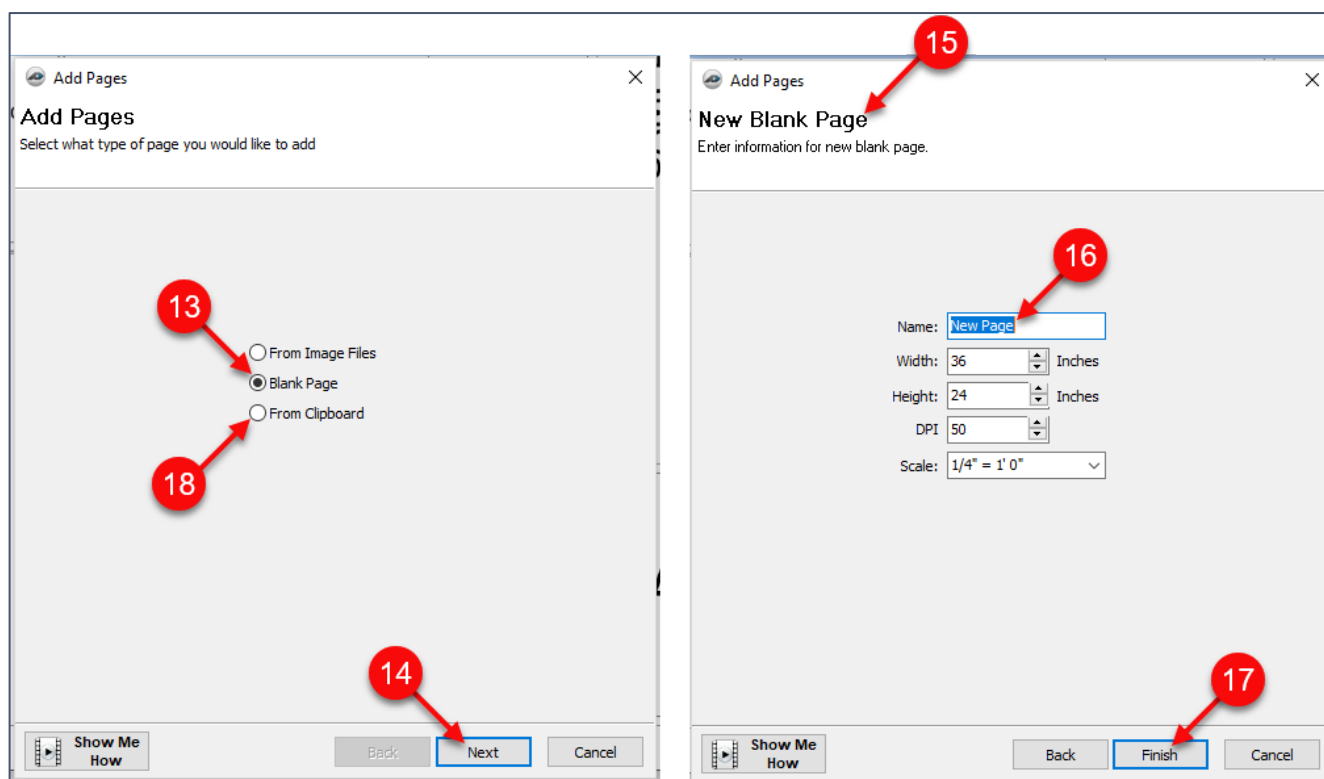 Add Pages
Add Pages
Select what type of page you would like to add
13
From Image Files
Blank Page
From Clipboard
18
14
Show Me
How
Back
Next
Cancel
15
Add Pages
New Blank Page
Enter information for new blank page.
16
Name: New Page
Width: 36 Inches
Height: 24 Inches
DPI 50
Scale: 1/4" = 1' 0"
17
Show Me
How
Back
Finish
Cancel